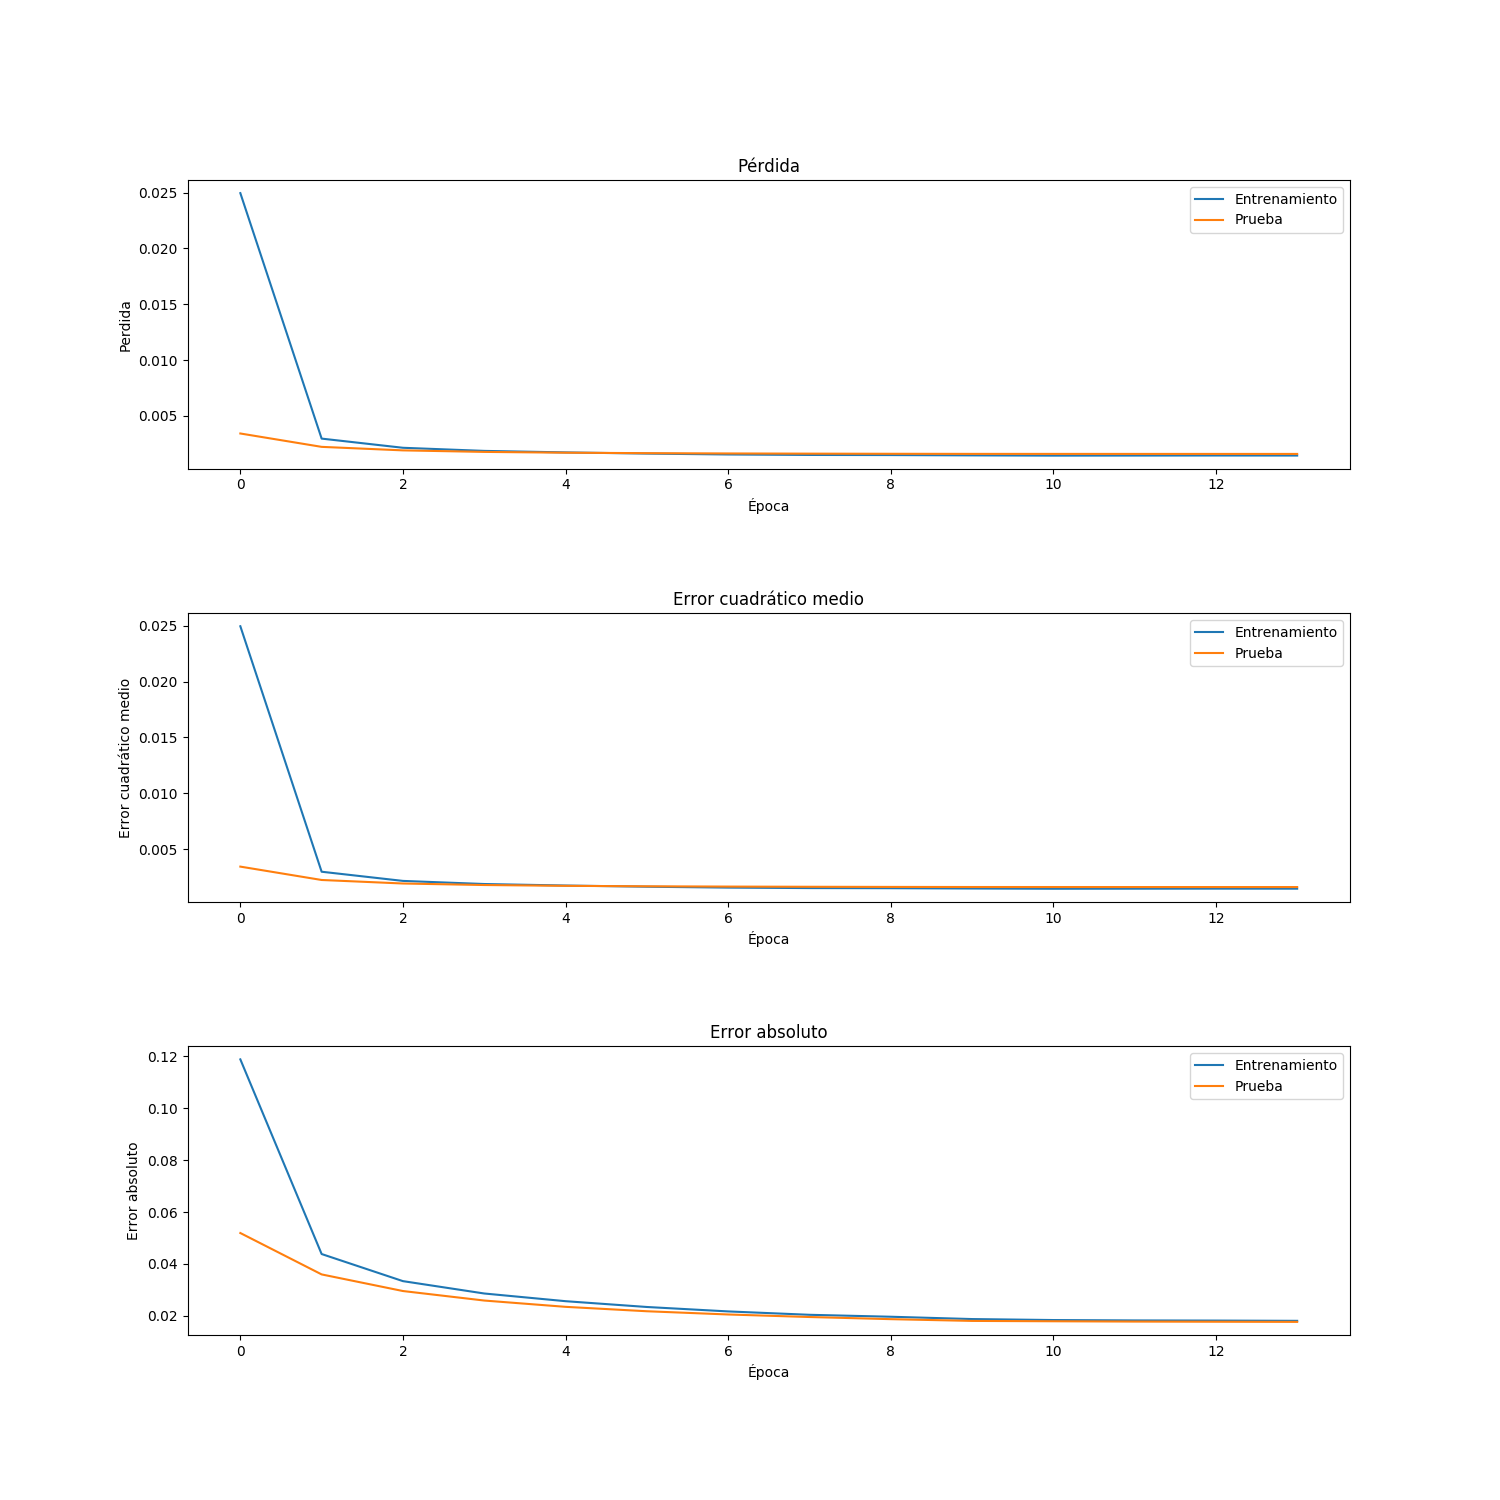 Pérdida
0.025
0.020
0.015
0.010
0.005
Perdida
Entrenamiento
Prueba
0 2 4 6 8 10 12
Época
Error cuadrático medio
0.025
0.020
0.015
0.010
0.005
Error cuadrático medio
Entrenamiento
Prueba
0 2 4 6 8 10 12
Época
Error absoluto
0.12
0.10
0.08
0.06
0.04
0.02
Error absoluto
Entrenamiento
Prueba
0 2 4 6 8 10 12
Época